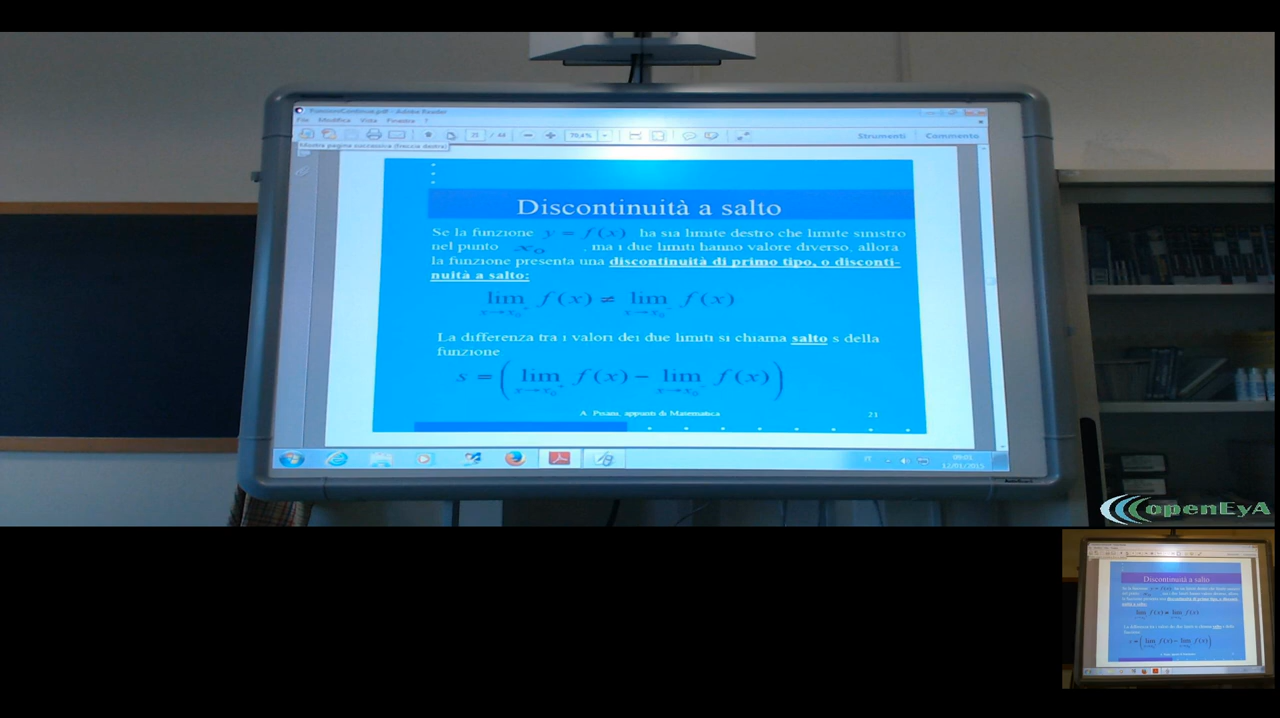 FunzioniContinue.pdf - Adobe Reader
File Modifica Vista Finestra ?
21 / 44 70,4% Strumenti Commento
Mostra pagina successiva (freccia destra)
Discontinuità a salto
Se la funzione y = f(x) ha sia limite destro che limite sinistro
nel punto x₀ , ma i due limiti hanno valore diverso, allora
la funzione presenta una discontinuità di primo tipo, o disconti-
nuità a salto:
lim x→x₀⁺ f(x) ≠ lim x→x₀⁻ f(x)
La differenza tra i valori dei due limiti si chiama salto s della
funzione
s = ( lim x→x₀⁺ f(x) − lim x→x₀⁻ f(x) )
A. Pisani, appunti di Matematica 21
IT 09:03
12/01/2015
openEyA
Discontinuità a salto